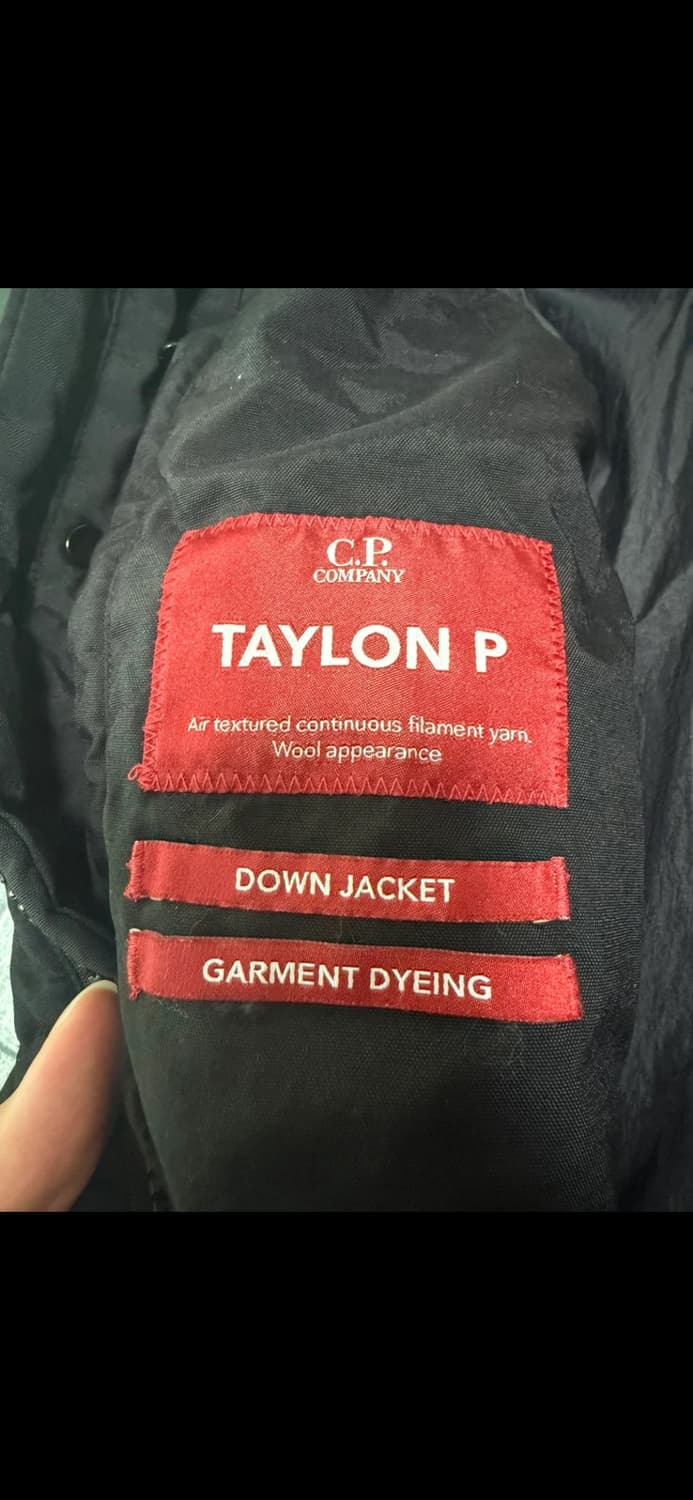 C.P.
COMPANY
TAYLON P
Air textured continuous filament yarn.
Wool appearance
DOWN JACKET
GARMENT DYEING